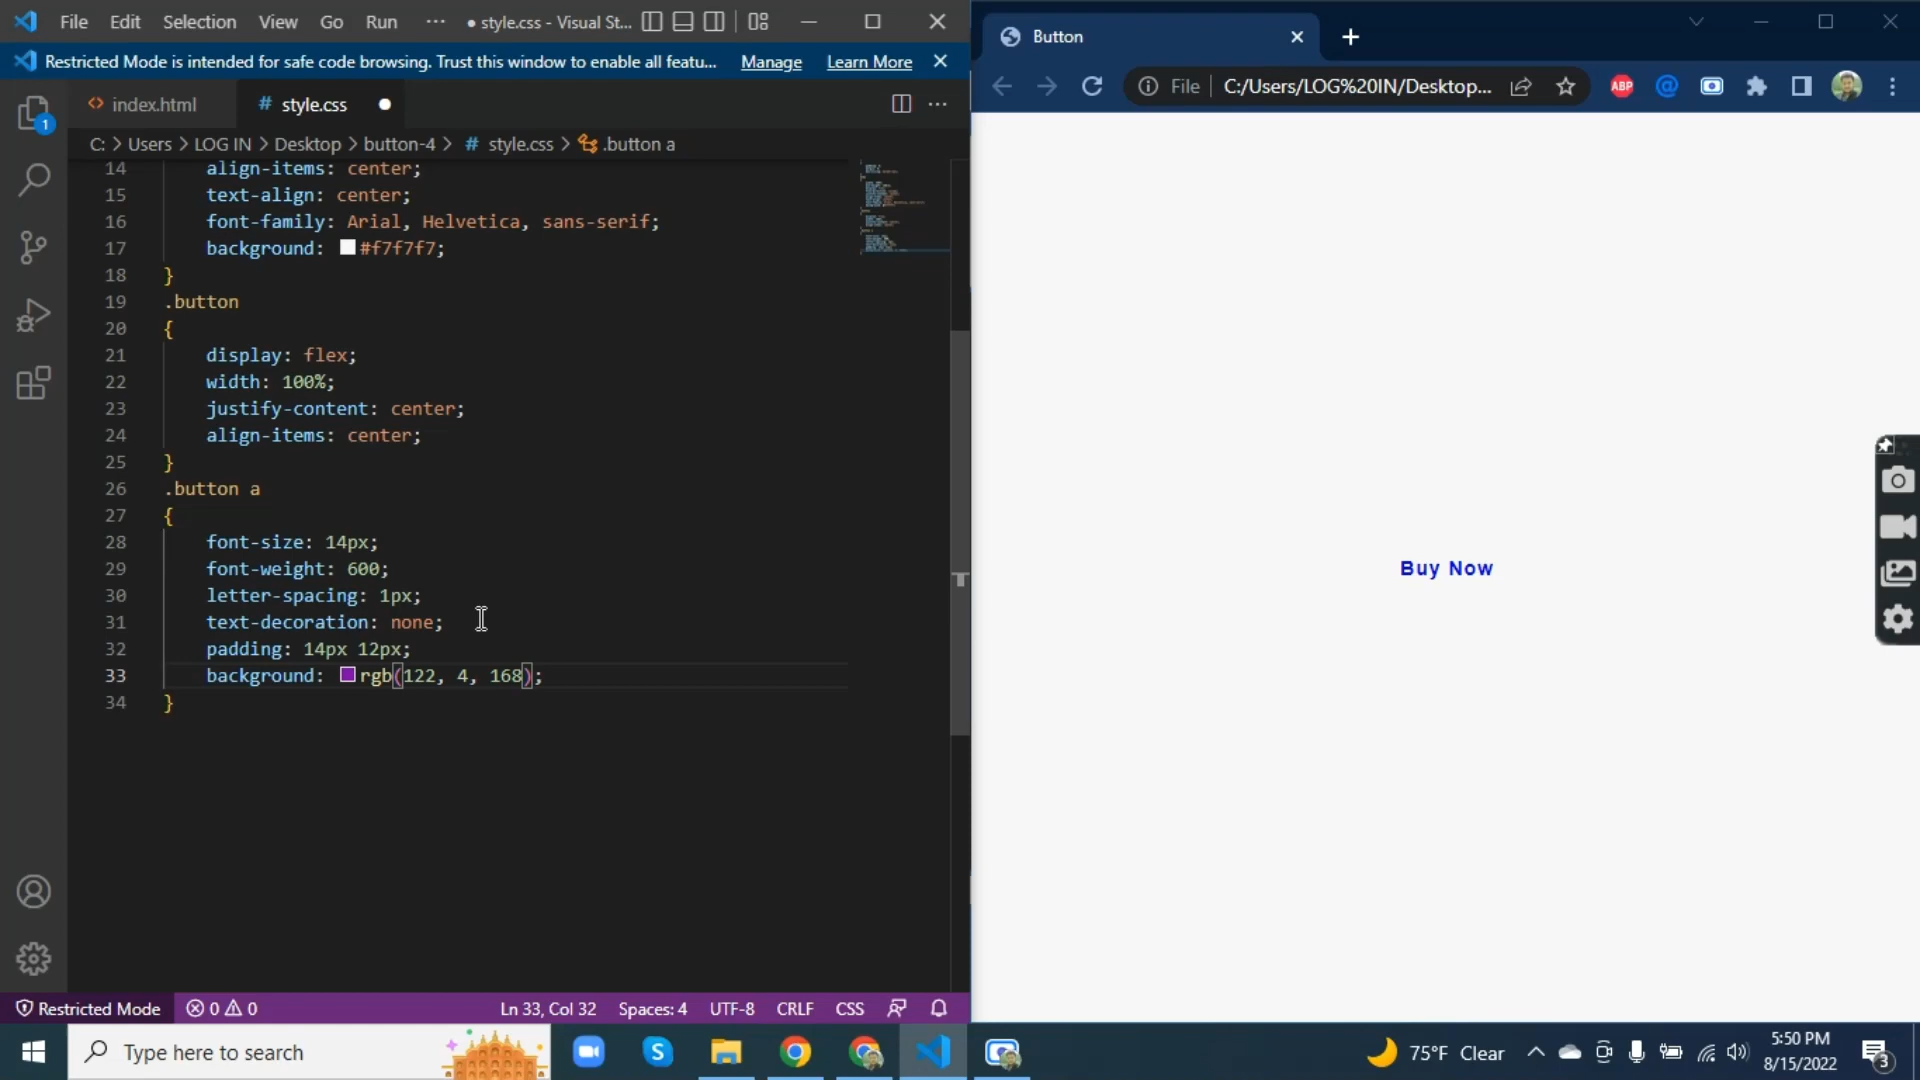 File Edit Selection View Go Run ··· ● style.css - Visual St...
Restricted Mode is intended for safe code browsing. Trust this window to enable all featu... Manage Learn More
index.html # style.css
C: > Users > LOG IN > Desktop > button-4 > # style.css > .button a
14 align-items: center;
15 text-align: center;
16 font-family: Arial, Helvetica, sans-serif;
17 background: #f7f7f7;
18 }
19 .button
20 {
21 display: flex;
22 width: 100%;
23 justify-content: center;
24 align-items: center;
25 }
26 .button a
27 {
28 font-size: 14px;
29 font-weight: 600;
30 letter-spacing: 1px;
31 text-decoration: none;
32 padding: 14px 12px;
33 background: rgb(122, 4, 168);
34 }
1
Restricted Mode 0 0 Ln 33, Col 32 Spaces: 4 UTF-8 CRLF CSS
Button
File C:/Users/LOG%20IN/Desktop...
ABP
Buy Now
Type here to search
S
75°F Clear
5:50 PM
8/15/2022
3